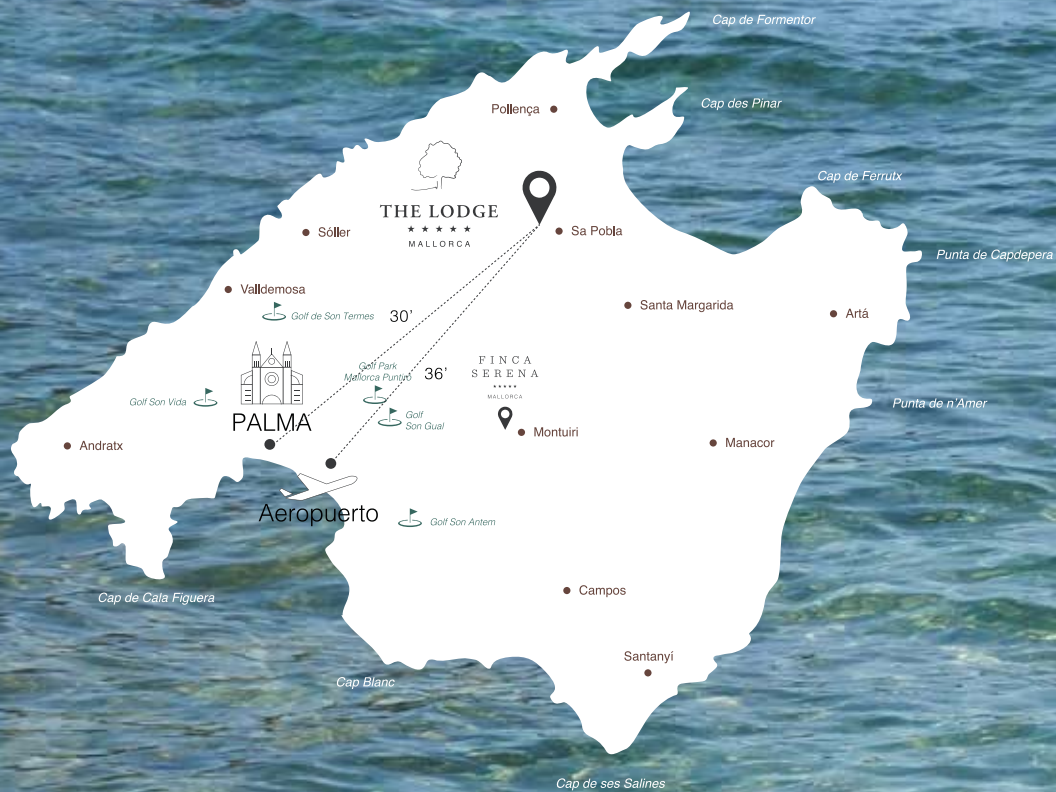 Cap de Formentor
Cap des Pinar
Pollença
Cap de Ferrutx
THE LODGE
★ ★ ★ ★ ★
MALLORCA
Sóller
Sa Pobla
Punta de Capdepera
Valldemosa
Santa Margarida
Golf de Son Termes
30’
Artá
FINCA
SERENA
★★★★★
MALLORCA
Golf Park
Mallorca Puntiró
36’
Golf Son Vida
Punta de n’Amer
PALMA
Golf
Son Gual
Montuiri
Andratx
Manacor
Aeropuerto
Golf Son Antem
Campos
Cap de Cala Figuera
Santanyí
Cap Blanc
Cap de ses Salines